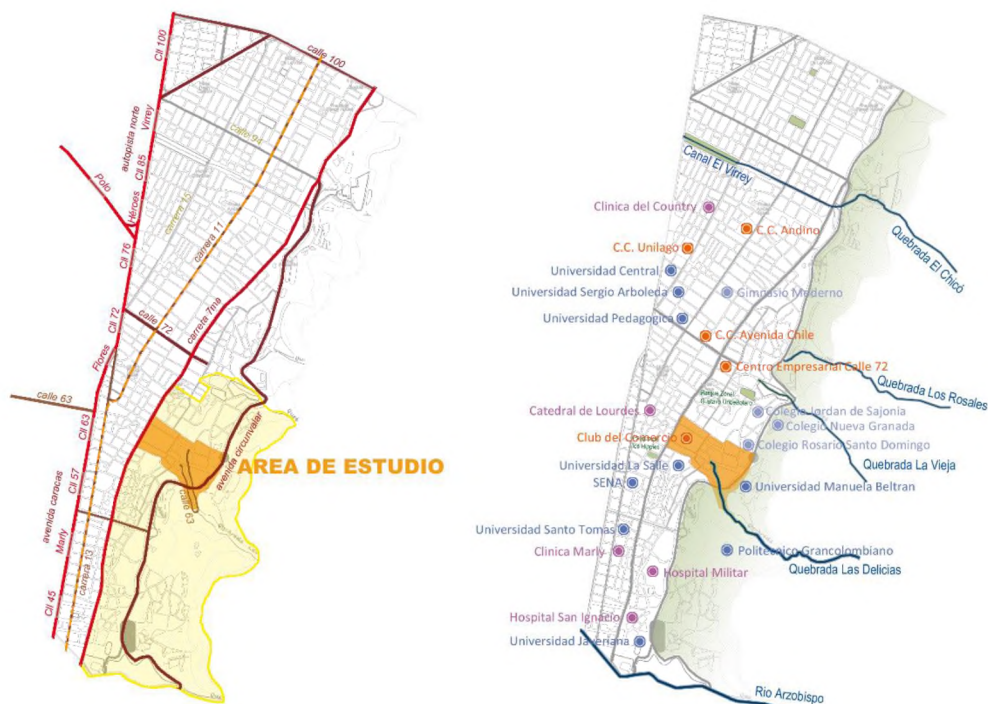 Cll 100
calle 100
autopista norte
Virrey
Cll 85
calle 94
Polo
Héroes
carrera 15
carrera 11
Cll 76
Cll 72
calle 72
carreta 7ma
Flores
calle 63
Cll 63
AREA DE ESTUDIO
avenida circunvalar
calle 63
Cll 57
avenida caracas
Marly
carrera 13
Cll 45
Canal El Virrey
Clinica del Country
C.C. Andino
Quebrada El Chicó
C.C. Unilago
Universidad Central
Universidad Sergio Arboleda
Gimnasio Moderno
Universidad Pedagogica
C.C. Avenida Chile
Centro Empresarial Calle 72
Quebrada Los Rosales
Catedral de Lourdes
Colegio Jordan de Sajonia
Colegio Nueva Granada
Club del Comercio
Colegio Rosario Santo Domingo
Universidad La Salle
Quebrada La Vieja
SENA
Universidad Manuela Beltran
Universidad Santo Tomas
Clinica Marly
Politecnico Grancolombiano
Quebrada Las Delicias
Hospital Militar
Hospital San Ignacio
Universidad Javeriana
Rio Arzobispo